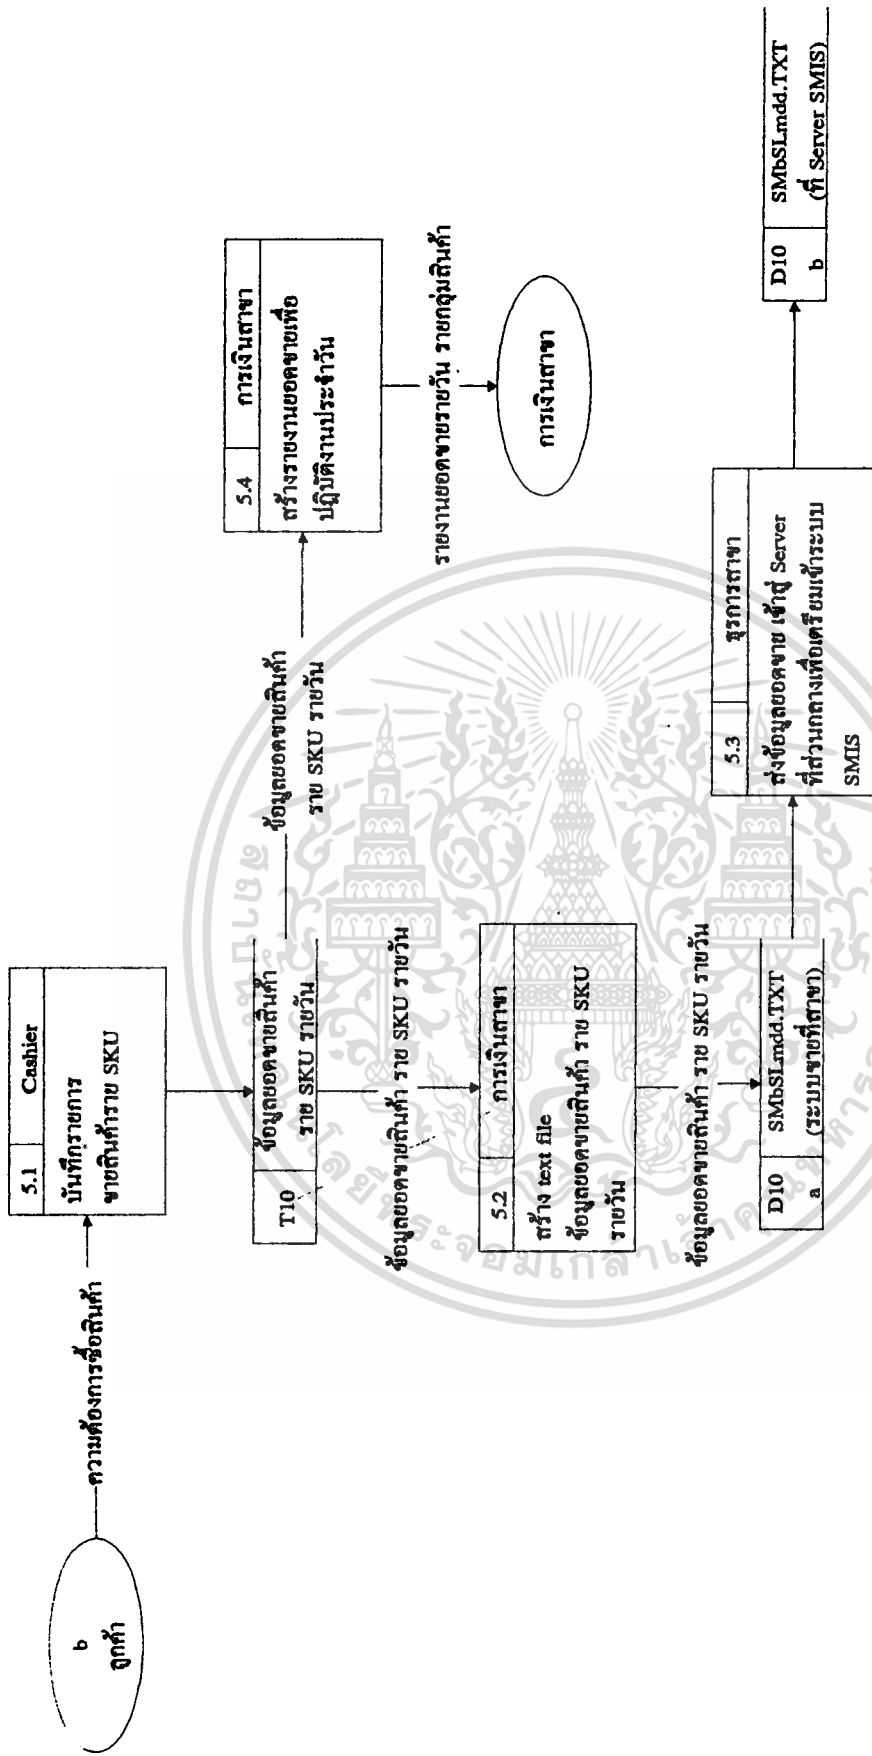 b
ลูกค้า
ความต้องการซื้อสินค้า
5.1 Cashier
บันทึกรายการ
ขายสินค้าราย SKU
T10 ข้อมูลยอดขายสินค้า
ราย SKU รายวัน
ข้อมูลยอดขายสินค้า
ราย SKU รายวัน
5.4 การเงินสาขา
สร้างรายงานยอดขายเพื่อ
ปฏิบัติงานประจำวัน
รายงานยอดขายรายวัน รายกลุ่มสินค้า
การเงินสาขา
ข้อมูลยอดขายสินค้า ราย SKU รายวัน
5.2 การเงินสาขา
สร้าง text file
ข้อมูลยอดขายสินค้า ราย SKU
รายวัน
ข้อมูลยอดขายสินค้า ราย SKU รายวัน
D10 SMbSLmdd.TXT
a (ระบบขายที่สาขา)
5.3 ธุรการสาขา
ส่งข้อมูลยอดขาย เข้าสู่ Server
ที่ส่วนกลางเพื่อเตรียมเข้าระบบ
SMIS
D10 SMbSLmdd.TXT
b (ที่ Server SMIS)